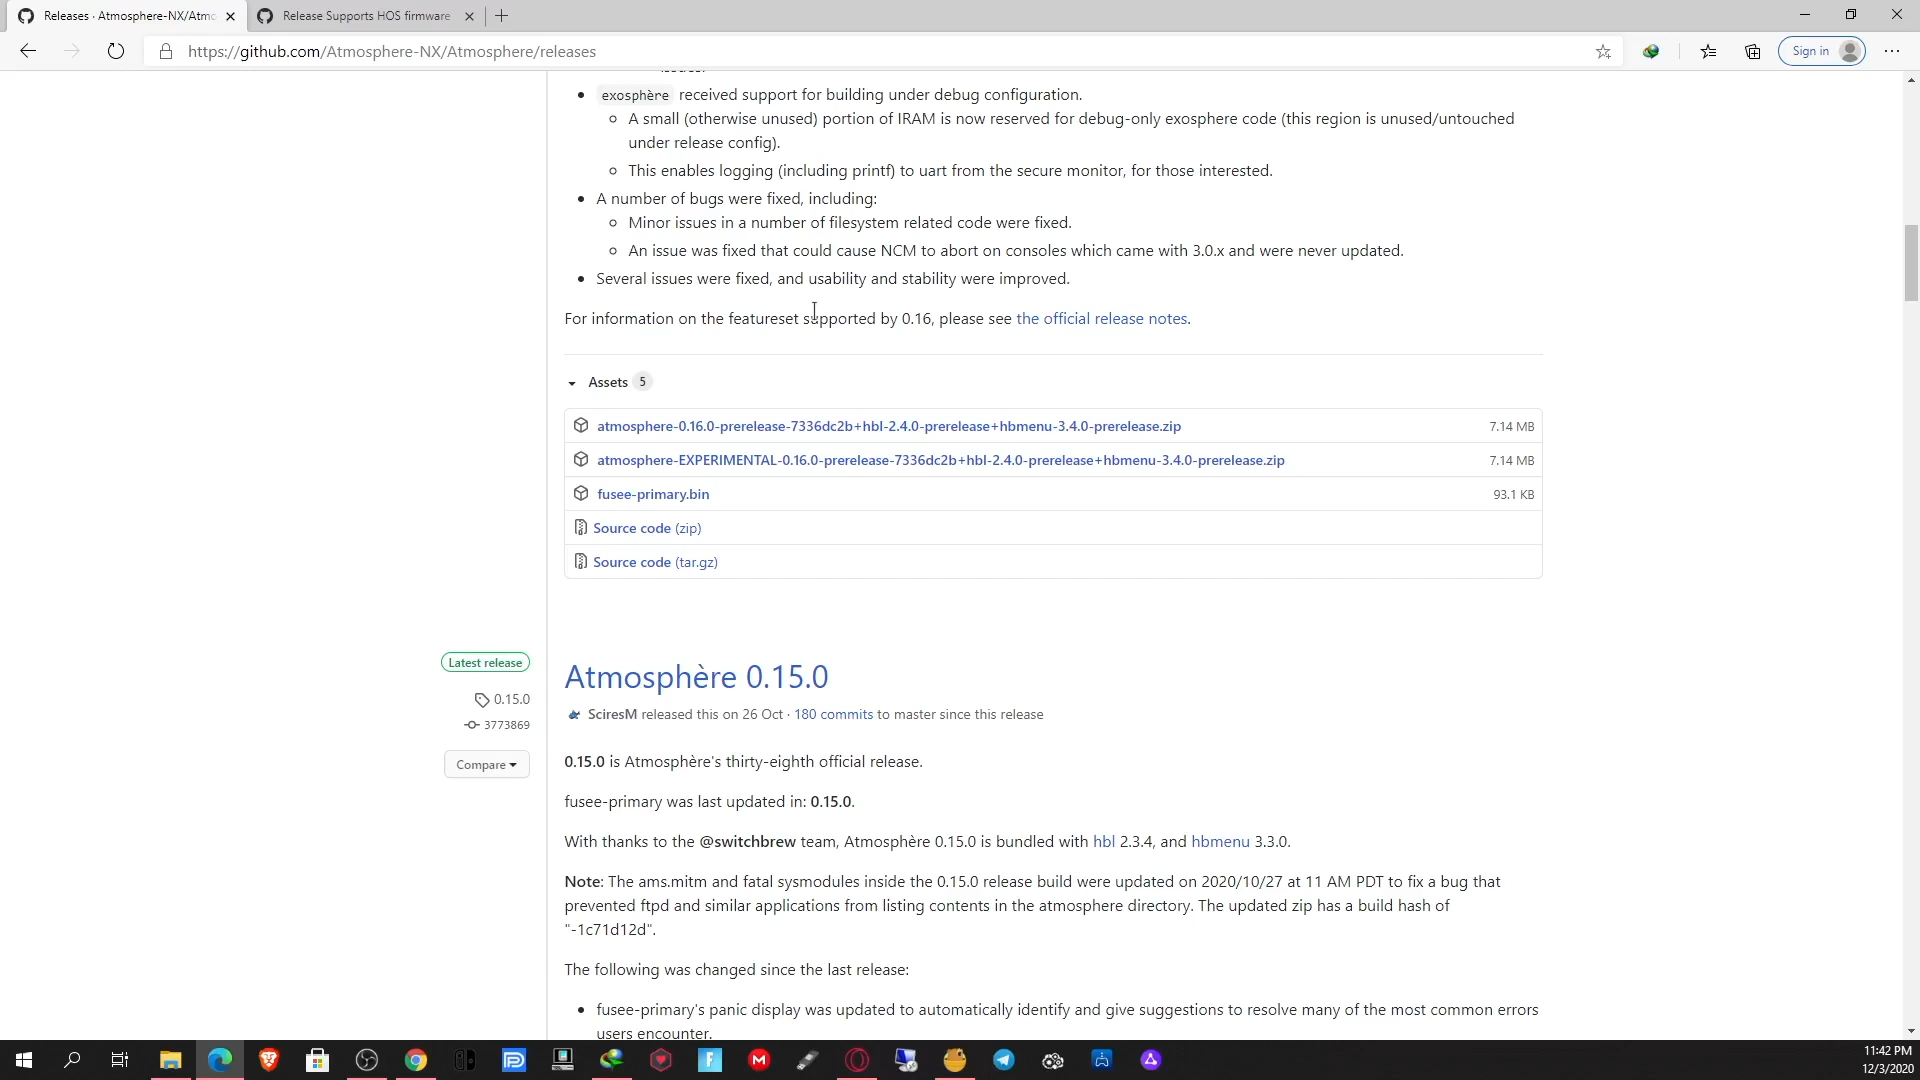 Releases · Atmosphere-NX/Atmo
Release Supports HOS firmware
https://github.com/Atmosphere-NX/Atmosphere/releases
Sign in
issues.
exosphère received support for building under debug configuration.
A small (otherwise unused) portion of IRAM is now reserved for debug-only exosphere code (this region is unused/untouched
under release config).
This enables logging (including printf) to uart from the secure monitor, for those interested.
A number of bugs were fixed, including:
Minor issues in a number of filesystem related code were fixed.
An issue was fixed that could cause NCM to abort on consoles which came with 3.0.x and were never updated.
Several issues were fixed, and usability and stability were improved.
For information on the featureset supported by 0.16, please see the official release notes.
Assets 5
atmosphere-0.16.0-prerelease-7336dc2b+hbl-2.4.0-prerelease+hbmenu-3.4.0-prerelease.zip 7.14 MB
atmosphere-EXPERIMENTAL-0.16.0-prerelease-7336dc2b+hbl-2.4.0-prerelease+hbmenu-3.4.0-prerelease.zip 7.14 MB
fusee-primary.bin 93.1 KB
Source code (zip)
Source code (tar.gz)
Latest release
0.15.0
3773869
Compare
Atmosphère 0.15.0
SciresM released this on 26 Oct · 180 commits to master since this release
0.15.0 is Atmosphère's thirty-eighth official release.
fusee-primary was last updated in: 0.15.0.
With thanks to the @switchbrew team, Atmosphère 0.15.0 is bundled with hbl 2.3.4, and hbmenu 3.3.0.
Note: The ams.mitm and fatal sysmodules inside the 0.15.0 release build were updated on 2020/10/27 at 11 AM PDT to fix a bug that
prevented ftpd and similar applications from listing contents in the atmosphere directory. The updated zip has a build hash of
"-1c71d12d".
The following was changed since the last release:
fusee-primary's panic display was updated to automatically identify and give suggestions to resolve many of the most common errors
users encounter.
11:42 PM
12/3/2020